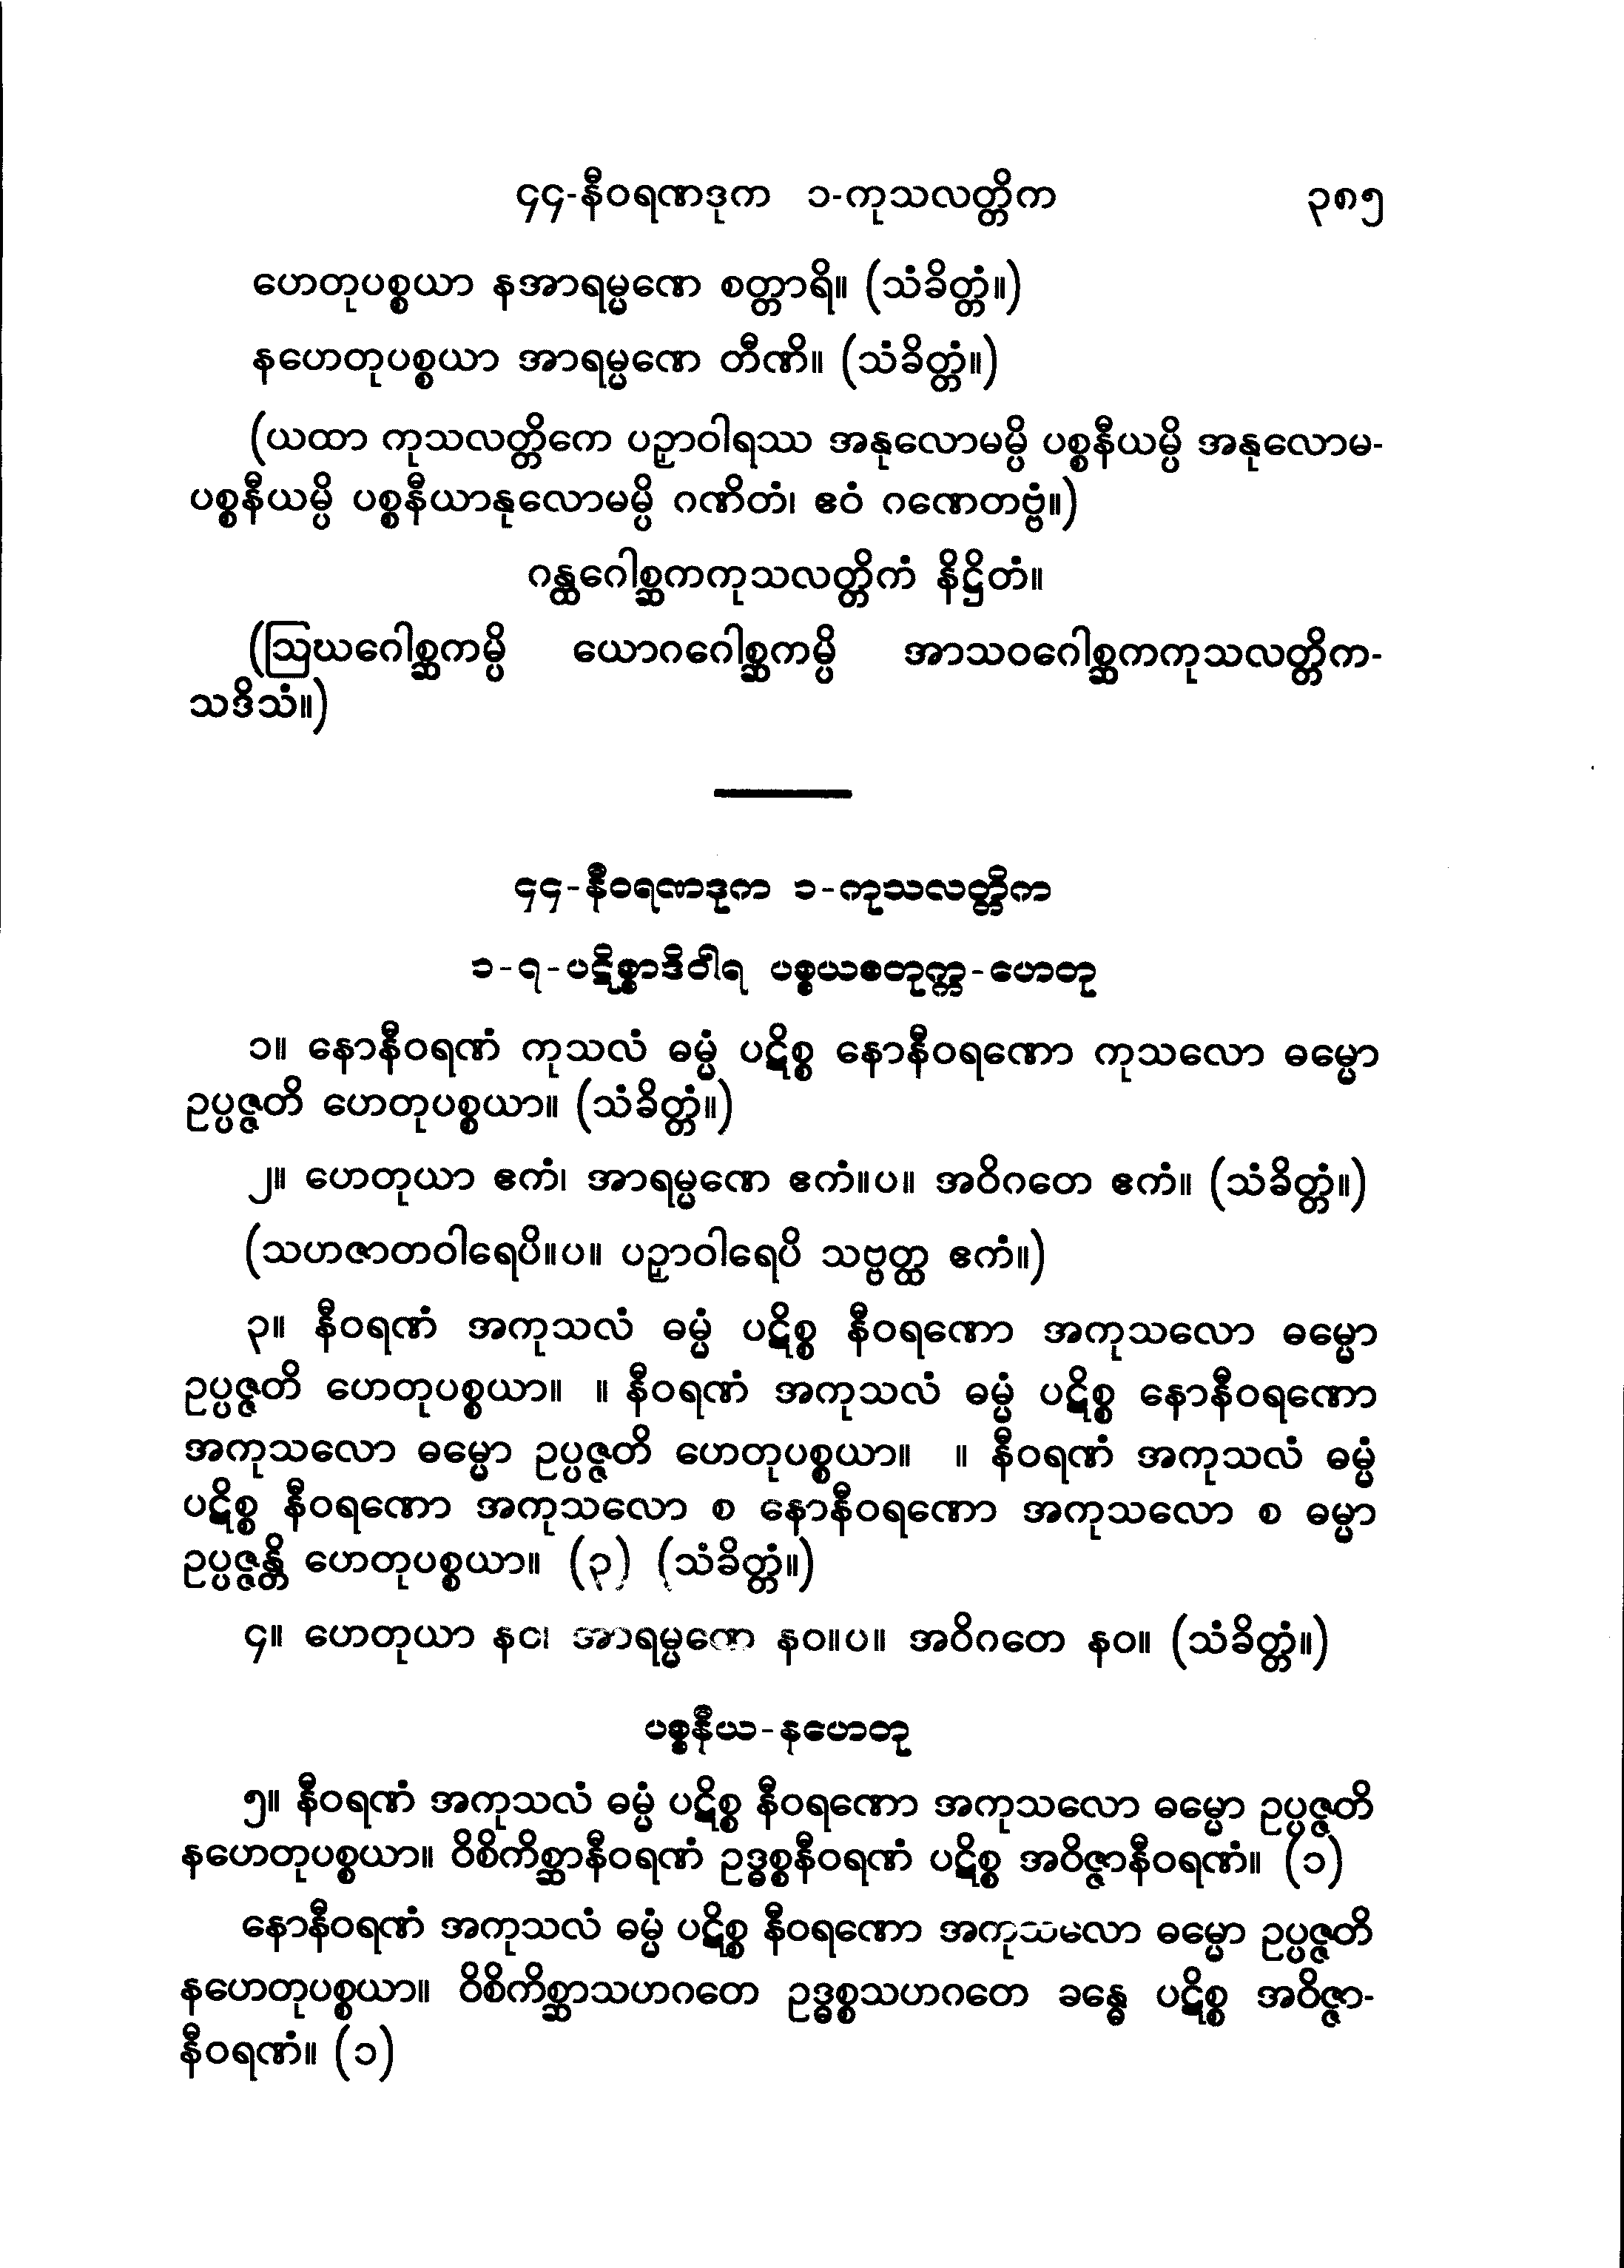 ၄၄-နီဝရဏဒုက ၁-ကုသလတ္တိက ၃၈၅
ဟေတုပစ္စယာ နအာရမ္မဏေ စတ္တာရိ။ (သံခိတ္တံ။)
နဟေတုပစ္စယာ အာရမ္မဏေ တီဏိ။ (သံခိတ္တံ။)
(ယထာ ကုသလတ္တိကေ ပဉှာဝါရဿ အနုလောမမ္ပိ ပစ္စနီယမ္ပိ အနုလောမ-
ပစ္စနီယမ္ပိ ပစ္စနီယာနုလောမမ္ပိ ဂဏိတံ၊ ဧဝံ ဂဏေတဗ္ဗံ။)
ဂန္ထဂေါစ္ဆကကုသလတ္တိကံ နိဋ္ဌိတံ။
(ဩဃဂေါစ္ဆကမ္ပိ ယောဂဂေါစ္ဆကမ္ပိ အာသဝဂေါစ္ဆကကုသလတ္တိက-
သဒိသံ။)
၄၄-နီဝရဏဒုက ၁-ကုသလတ္တိက
၁-၇-ပဋိစ္စာဒိဝါရ ပစ္စယစတုက္က-ဟေတု
၁။ နောနီဝရဏံ ကုသလံ ဓမ္မံ ပဋိစ္စ နောနီဝရဏော ကုသလော ဓမ္မော
ဥပ္ပဇ္ဇတိ ဟေတုပစ္စယာ။ (သံခိတ္တံ။)
၂။ ဟေတုယာ ဧကံ၊ အာရမ္မဏေ ဧကံ။ပ။ အဝိဂတေ ဧကံ။ (သံခိတ္တံ။)
(သဟဇာတဝါရေပိ။ပ။ ပဉှာဝါရေပိ သဗ္ဗတ္ထ ဧကံ။)
၃။ နီဝရဏံ အကုသလံ ဓမ္မံ ပဋိစ္စ နီဝရဏော အကုသလော ဓမ္မော
ဥပ္ပဇ္ဇတိ ဟေတုပစ္စယာ။ ။ နီဝရဏံ အကုသလံ ဓမ္မံ ပဋိစ္စ နောနီဝရဏော
အကုသလော ဓမ္မော ဥပ္ပဇ္ဇတိ ဟေတုပစ္စယာ။ ။ နီဝရဏံ အကုသလံ ဓမ္မံ
ပဋိစ္စ နီဝရဏော အကုသလော စ နောနီဝရဏော အကုသလော စ ဓမ္မာ
ဥပ္ပဇ္ဇန္တိ ဟေတုပစ္စယာ။ (၃) (သံခိတ္တံ။)
၄။ ဟေတုယာ နဝ၊ အာရမ္မဏေ နဝ။ပ။ အဝိဂတေ နဝ။ (သံခိတ္တံ။)
ပစ္စနီယ-နဟေတု
၅။ နီဝရဏံ အကုသလံ ဓမ္မံ ပဋိစ္စ နီဝရဏော အကုသလော ဓမ္မော ဥပ္ပဇ္ဇတိ
နဟေတုပစ္စယာ။ ဝိစိကိစ္ဆာနီဝရဏံ ဥဒ္ဓစ္စနီဝရဏံ ပဋိစ္စ အဝိဇ္ဇာနီဝရဏံ။ (၁)
နောနီဝရဏံ အကုသလံ ဓမ္မံ ပဋိစ္စ နီဝရဏော အကုသလော ဓမ္မော ဥပ္ပဇ္ဇတိ
နဟေတုပစ္စယာ။ ဝိစိကိစ္ဆာသဟဂတေ ဥဒ္ဓစ္စသဟဂတေ ခန္ဓေ ပဋိစ္စ အဝိဇ္ဇာ-
နီဝရဏံ။ (၁)